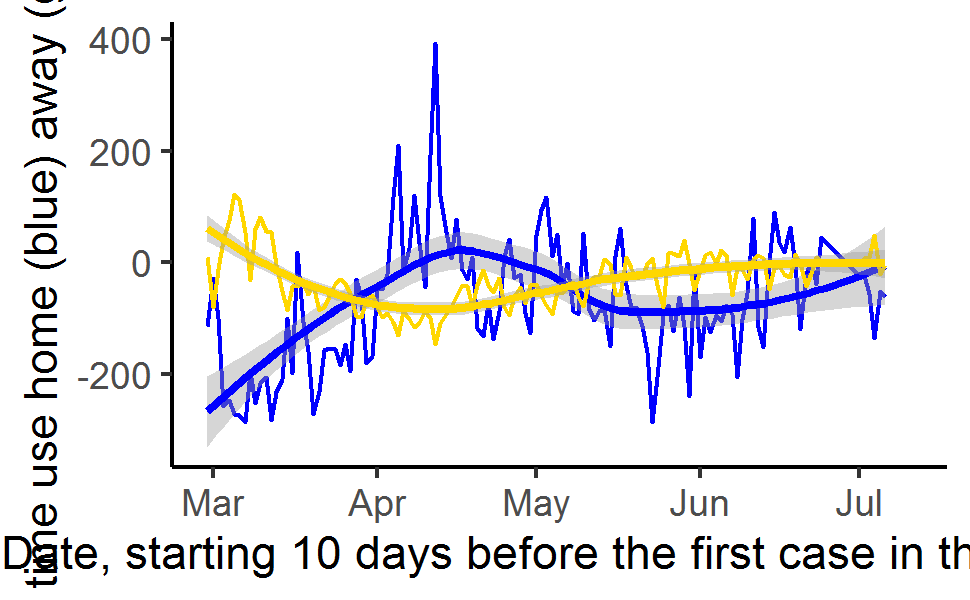 time use home (blue) away (
400
200
0
-200
Mar Apr May Jun Jul
Date, starting 10 days before the first case in th